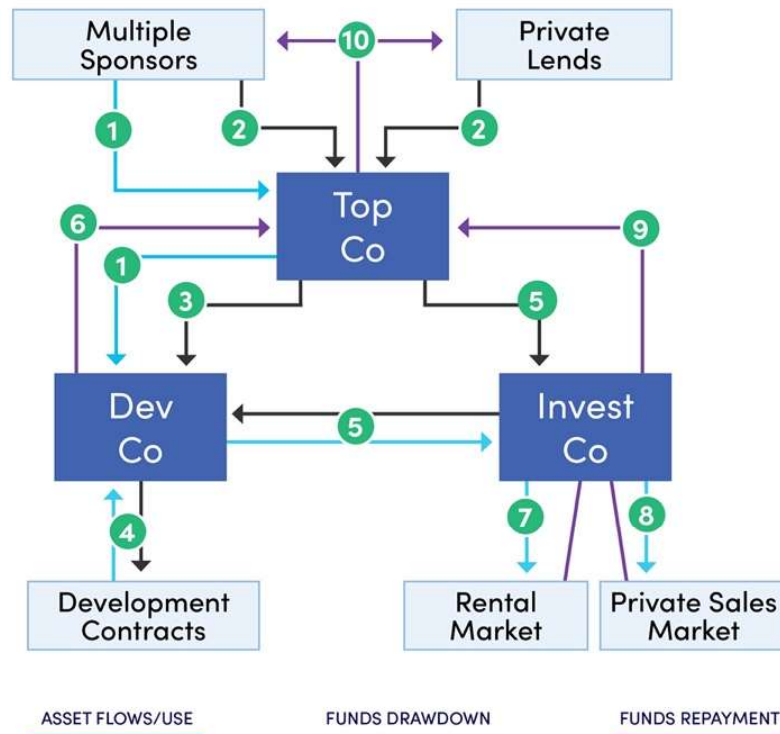 Multiple
Sponsors
10
Private
Lends
1
2
2
Top
Co
6
9
1
3
5
Dev
Co
5
Invest
Co
4
7
8
Development
Contracts
Rental
Market
Private Sales
Market
ASSET FLOWS/USE
FUNDS DRAWDOWN
FUNDS REPAYMENT